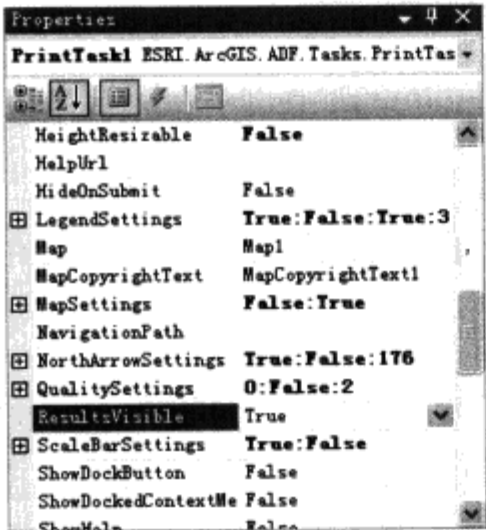 Properties
PrintTask1 ESRI.ArcGIS.ADF.Tasks.PrintTas
HeightResizable False
HelpUrl
HideOnSubmit False
LegendSettings True:False:True:3
Map Map1
MapCopyrightText MapCopyrightText1
MapSettings False:True
NavigationPath
NorthArrowSettings True:False:176
QualitySettings 0:False:2
ResultsVisible True
ScaleBarSettings True:False
ShowDockButton False
ShowDockedContextMe False
ShowHelp False